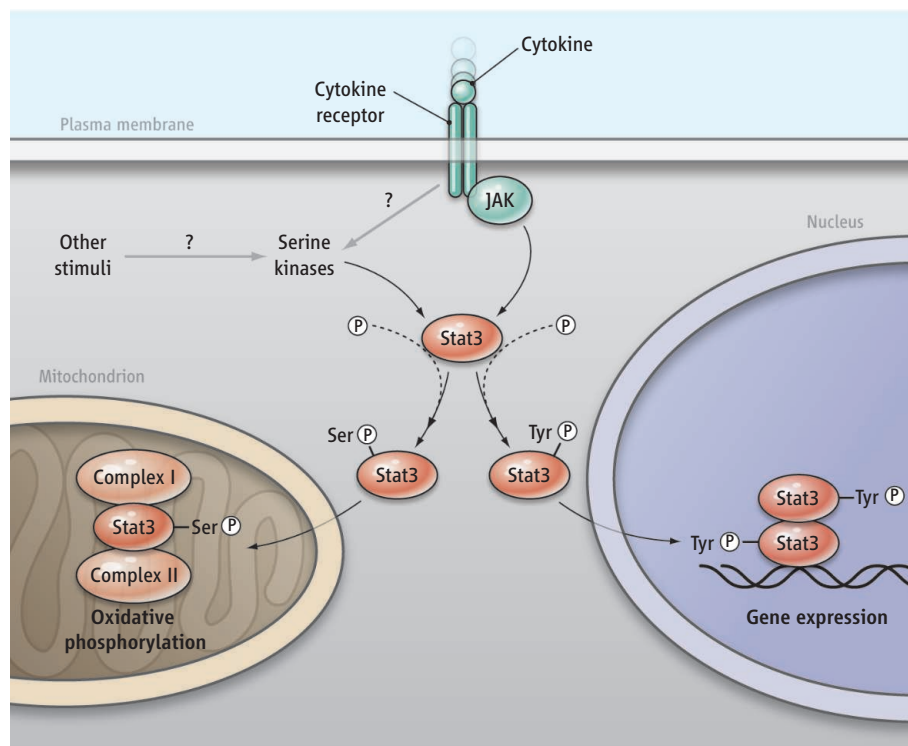 Cytokine
Cytokine
receptor
Plasma membrane
JAK
?
Nucleus
Other
stimuli
?
Serine
kinases
P
Stat3
P
Mitochondrion
Ser P
Tyr P
Stat3
Stat3
Complex I
Stat3
Ser P
Complex II
Oxidative
phosphorylation
Stat3
Tyr P
Tyr P
Stat3
Gene expression